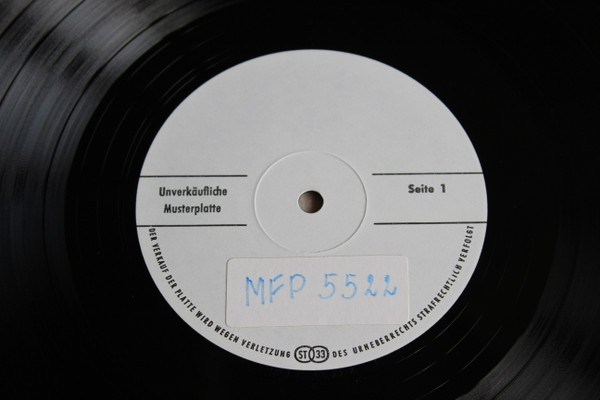 Unverkäufliche
Musterplatte
Seite 1
MFP 5522
DER VERKAUF DER PLATTE WIRD WEGEN VERLETZUNG ST 33 DES URHEBERRECHTS STRAFRECHTLICH VERFOLGT